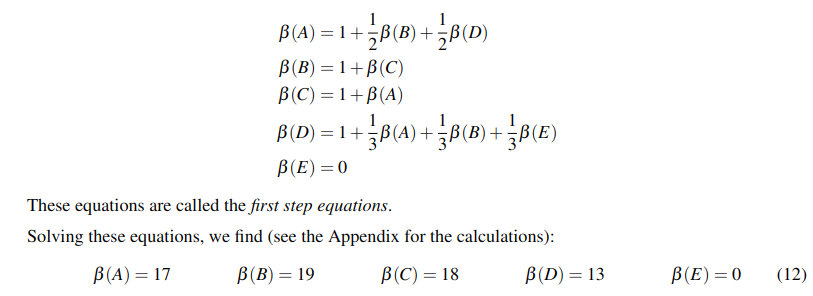 β(A) = 1 + 1/2 β(B) + 1/2 β(D)
β(B) = 1 + β(C)
β(C) = 1 + β(A)
β(D) = 1 + 1/3 β(A) + 1/3 β(B) + 1/3 β(E)
β(E) = 0
These equations are called the first step equations.
Solving these equations, we find (see the Appendix for the calculations):
β(A) = 17 β(B) = 19 β(C) = 18 β(D) = 13 β(E) = 0 (12)